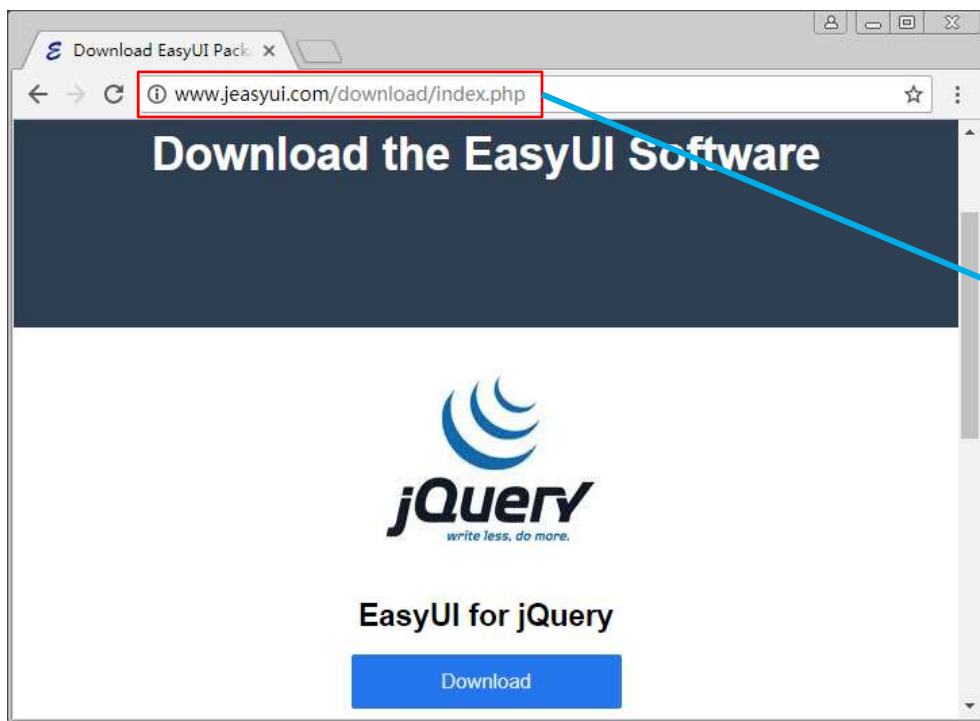 Download EasyUI Pack
www.jeasyui.com/download/index.php
Download the EasyUI Software
jQuery
write less, do more.
EasyUI for jQuery
Download